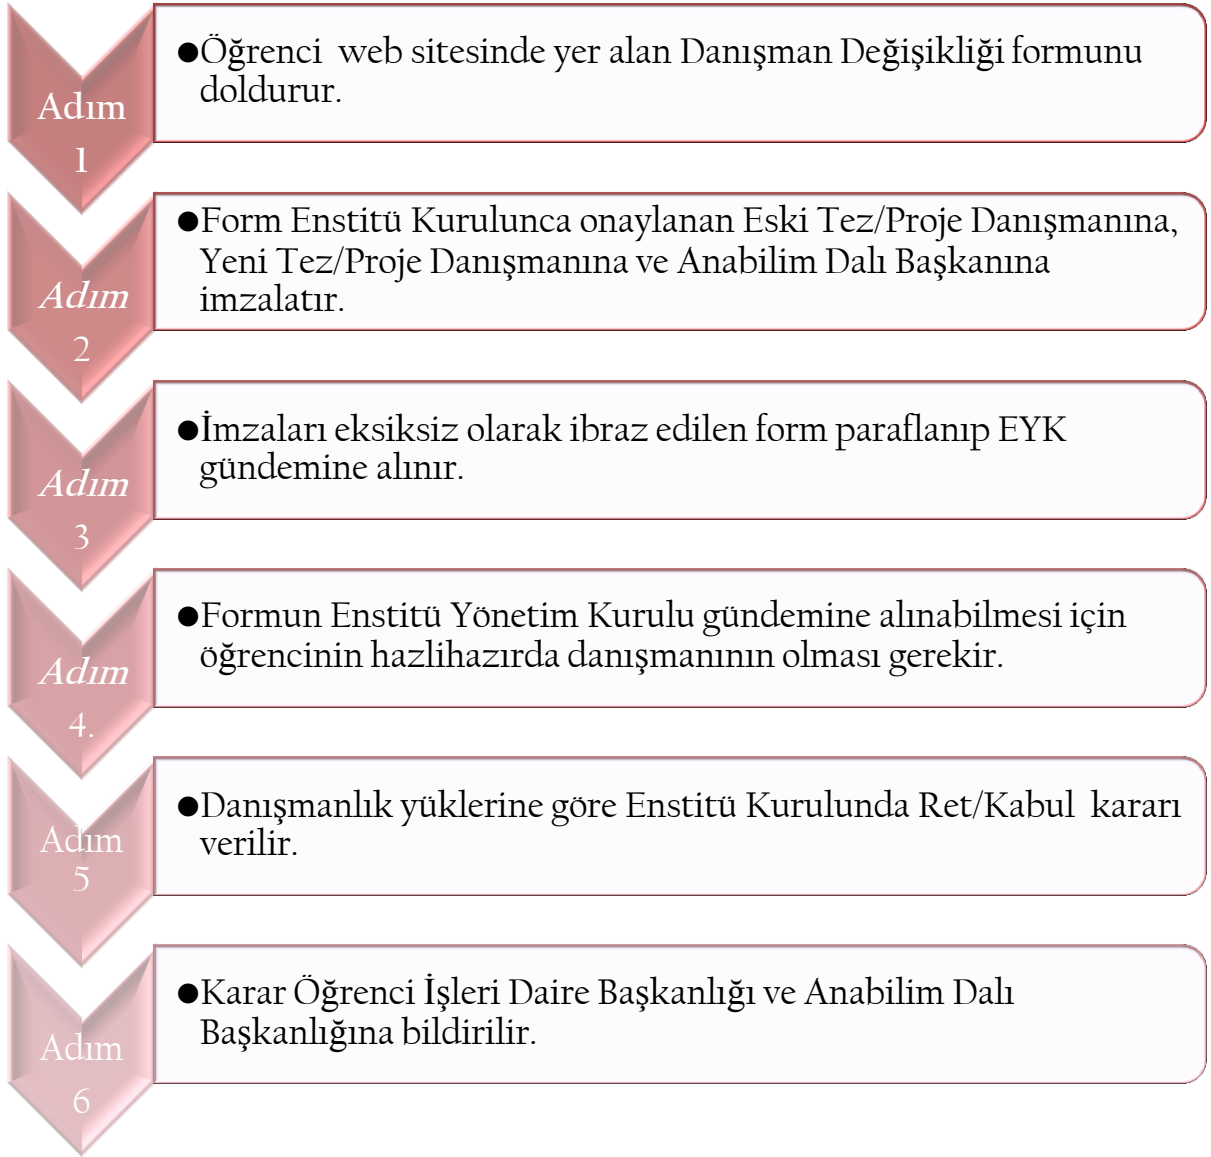 Adım
1
●Öğrenci  web sitesinde yer alan Danışman Değişikliği formunu
doldurur.
Adım
2
●Form Enstitü Kurulunca onaylanan Eski Tez/Proje Danışmanına,
Yeni Tez/Proje Danışmanına ve Anabilim Dalı Başkanına
imzalatır.
Adım
3
●İmzaları eksiksiz olarak ibraz edilen form paraflanıp EYK
gündemine alınır.
Adım
4.
●Formun Enstitü Yönetim Kurulu gündemine alınabilmesi için
öğrencinin hazlihazırda danışmanının olması gerekir.
Adım
5
●Danışmanlık yüklerine göre Enstitü Kurulunda Ret/Kabul  kararı
verilir.
Adım
6
●Karar Öğrenci İşleri Daire Başkanlığı ve Anabilim Dalı
Başkanlığına bildirilir.